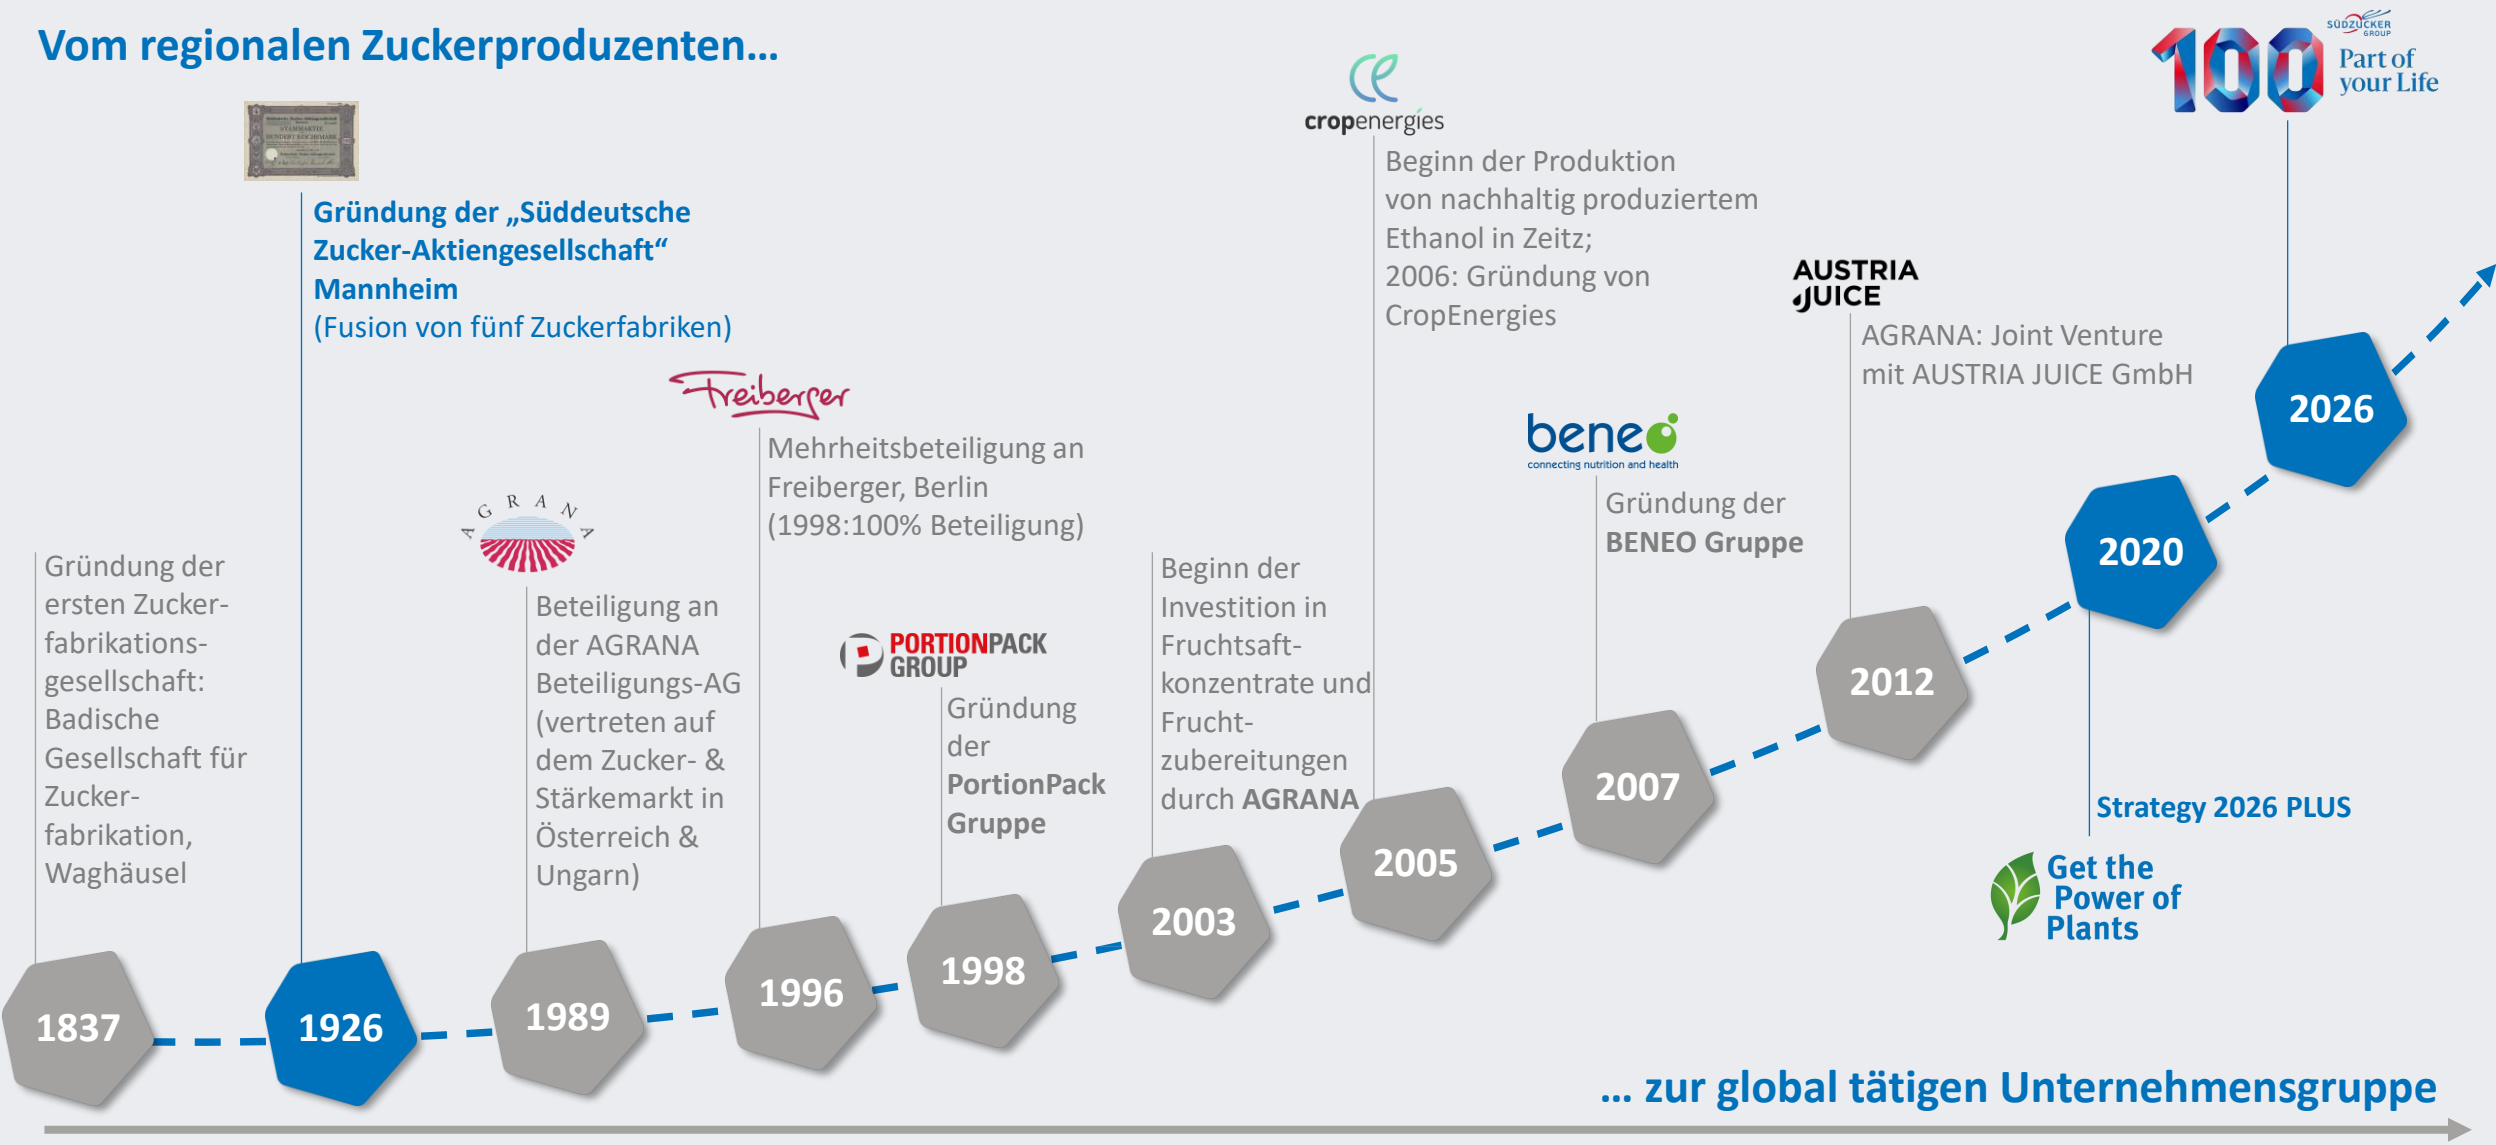 Vom regionalen Zuckerproduzenten...
SÜDZUCKER
GROUP
100
Part of
your Life
STAMMAKTIE
HUNDERT REICHSMARK
Gründung der „Süddeutsche
Zucker-Aktiengesellschaft“
Mannheim
(Fusion von fünf Zuckerfabriken)
cropenergies
Beginn der Produktion
von nachhaltig produziertem
Ethanol in Zeitz;
2006: Gründung von
CropEnergies
AUSTRIA
JUICE
AGRANA: Joint Venture
mit AUSTRIA JUICE GmbH
Freiberger
Mehrheitsbeteiligung an
Freiberger, Berlin
(1998:100% Beteiligung)
beneo
connecting nutrition and health
Gründung der
BENEO Gruppe
AGRANA
Beteiligung an
der AGRANA
Beteiligungs-AG
(vertreten auf
dem Zucker- &
Stärkemarkt in
Österreich &
Ungarn)
Gründung der
ersten Zucker-
fabrikations-
gesellschaft:
Badische
Gesellschaft für
Zucker-
fabrikation,
Waghäusel
PORTIONPACK
GROUP
Gründung
der
PortionPack
Gruppe
Beginn der
Investition in
Fruchtsaft-
konzentrate und
Frucht-
zubereitungen
durch AGRANA
Strategy 2026 PLUS
Get the
Power of
Plants
1837
1926
1989
1996
1998
2003
2005
2007
2012
2020
2026
... zur global tätigen Unternehmensgruppe